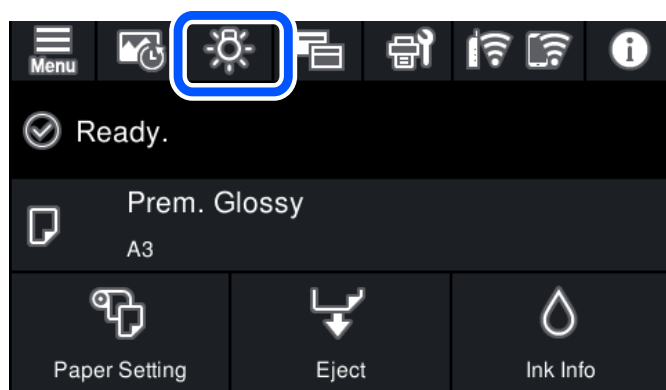 Menu
Ready.
Prem. Glossy
A3
Paper Setting
Eject
Ink Info